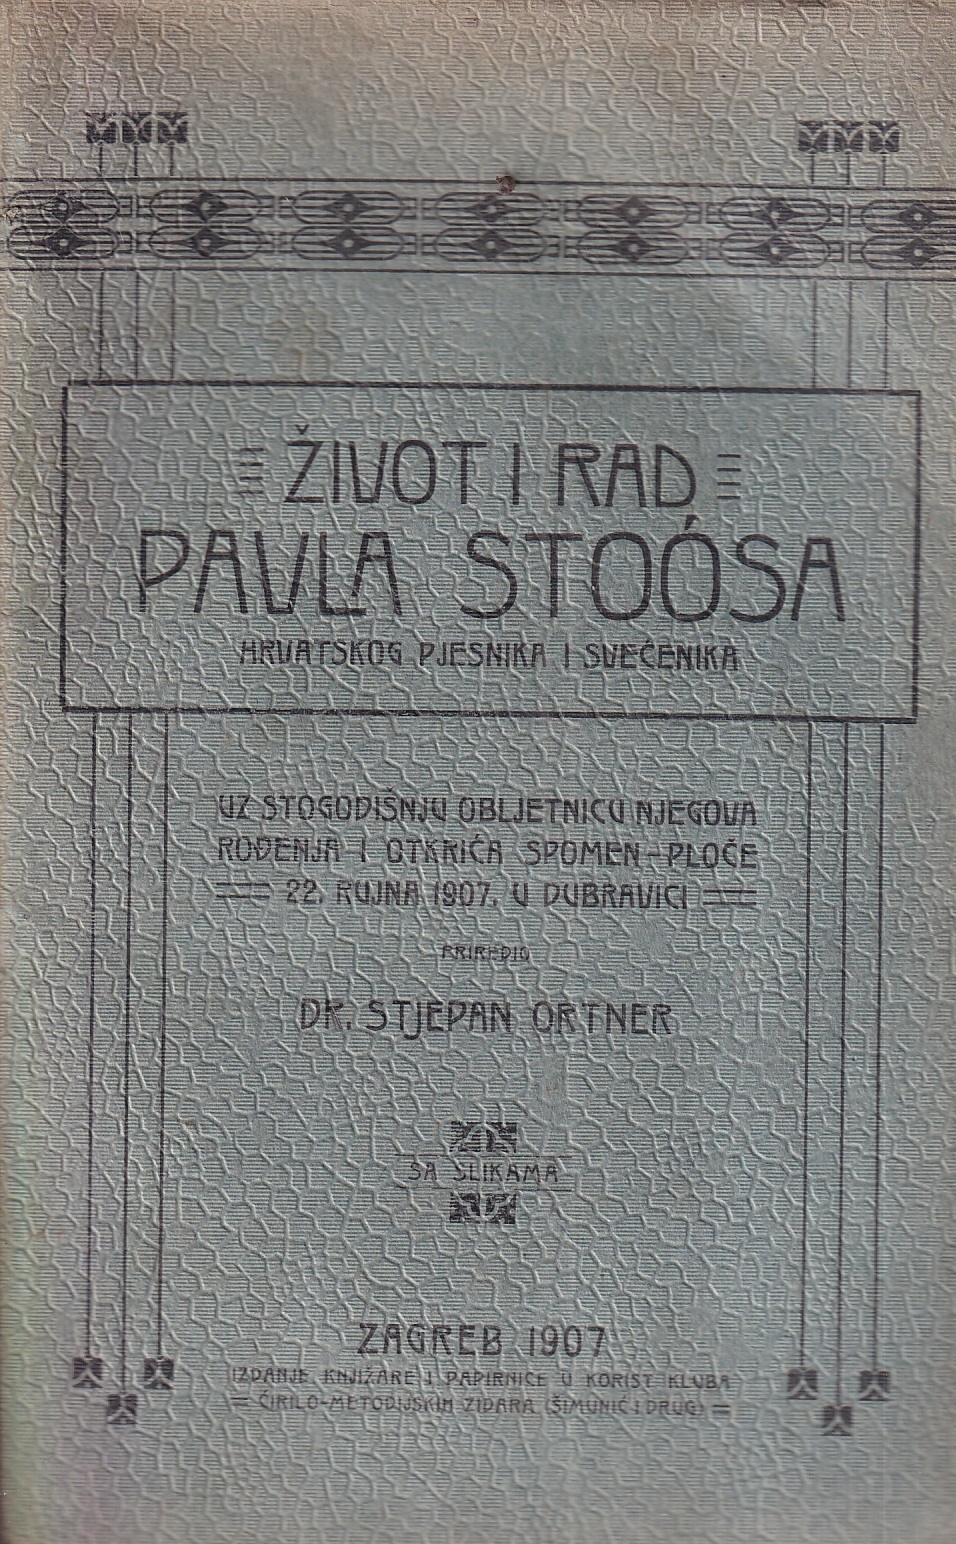 ŽIVOT I RAD
PAVLA STOÓSA
HRVATSKOG PJESNIKA I SVEĆENIKA
UZ STOGODIŠNJU OBLJETNICU NJEGOVA
ROĐENJA I OTKRIĆA SPOMEN-PLOČE
22. RUJNA 1907. U DUBRAVICI
PRIREDIO
DR. STJEPAN ORTNER
SA SLIKAMA
ZAGREB 1907
IZDANJE KNJIŽARE I PAPIRNICE U KORIST KLUBA
ĆIRILO-METODIJSKIH ZIDARA (ŠIMUNIĆ I DRUG)